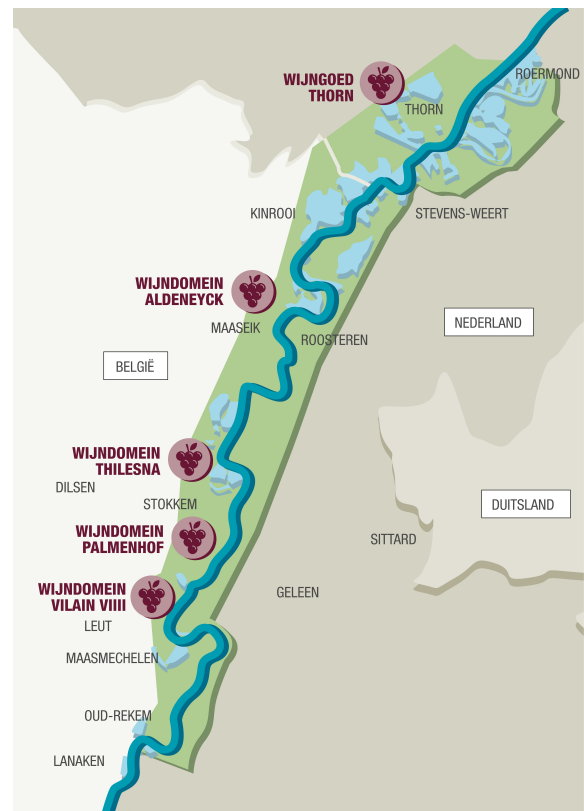 WIJNGOED
THORN
ROERMOND
THORN
KINROOI
STEVENS-WEERT
WIJNDOMEIN
ALDENEYCK
MAASEIK
NEDERLAND
ROOSTEREN
BELGIË
WIJNDOMEIN
THILESNA
DILSEN
STOKKEM
DUITSLAND
WIJNDOMEIN
PALMENHOF
SITTARD
WIJNDOMEIN
VILAIN VIIII
GELEEN
LEUT
MAASMECHELEN
OUD-REKEM
LANAKEN